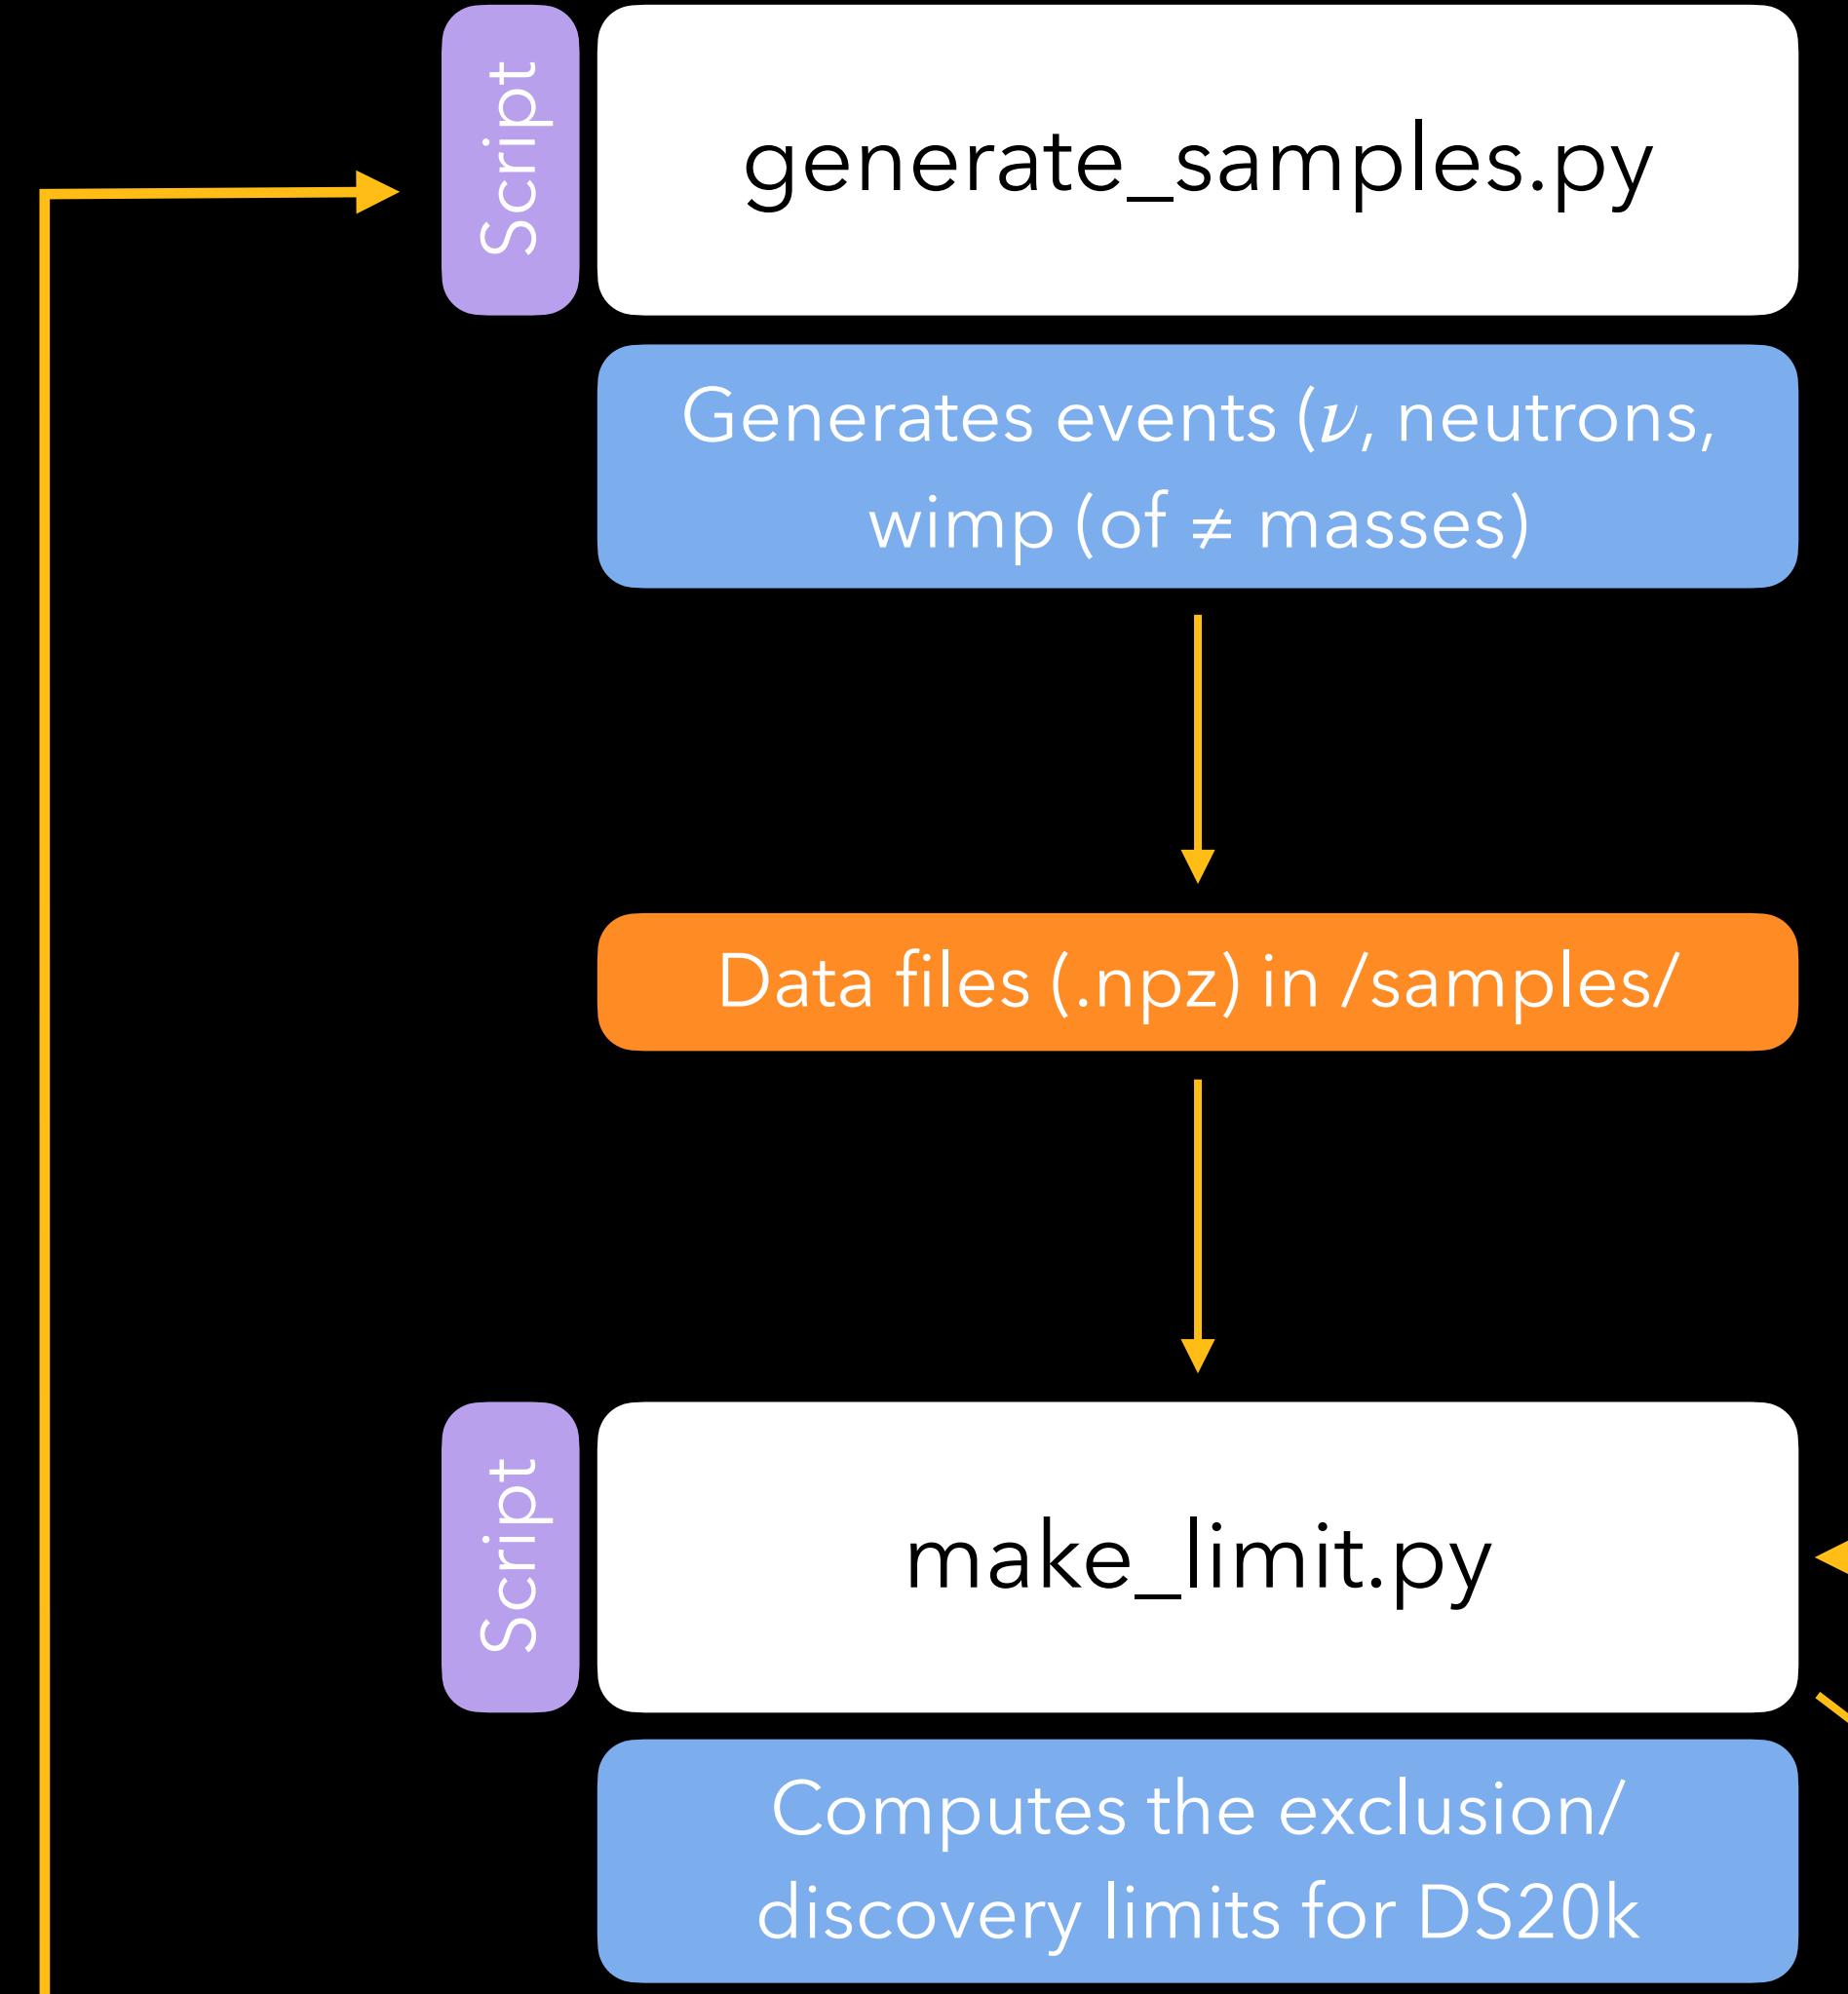 Script
generate_samples.py
Generates events (ν, neutrons,
wimp (of ≠ masses)
Data files (.npz) in /samples/
Script
make_limit.py
Computes the exclusion/
discovery limits for DS20k